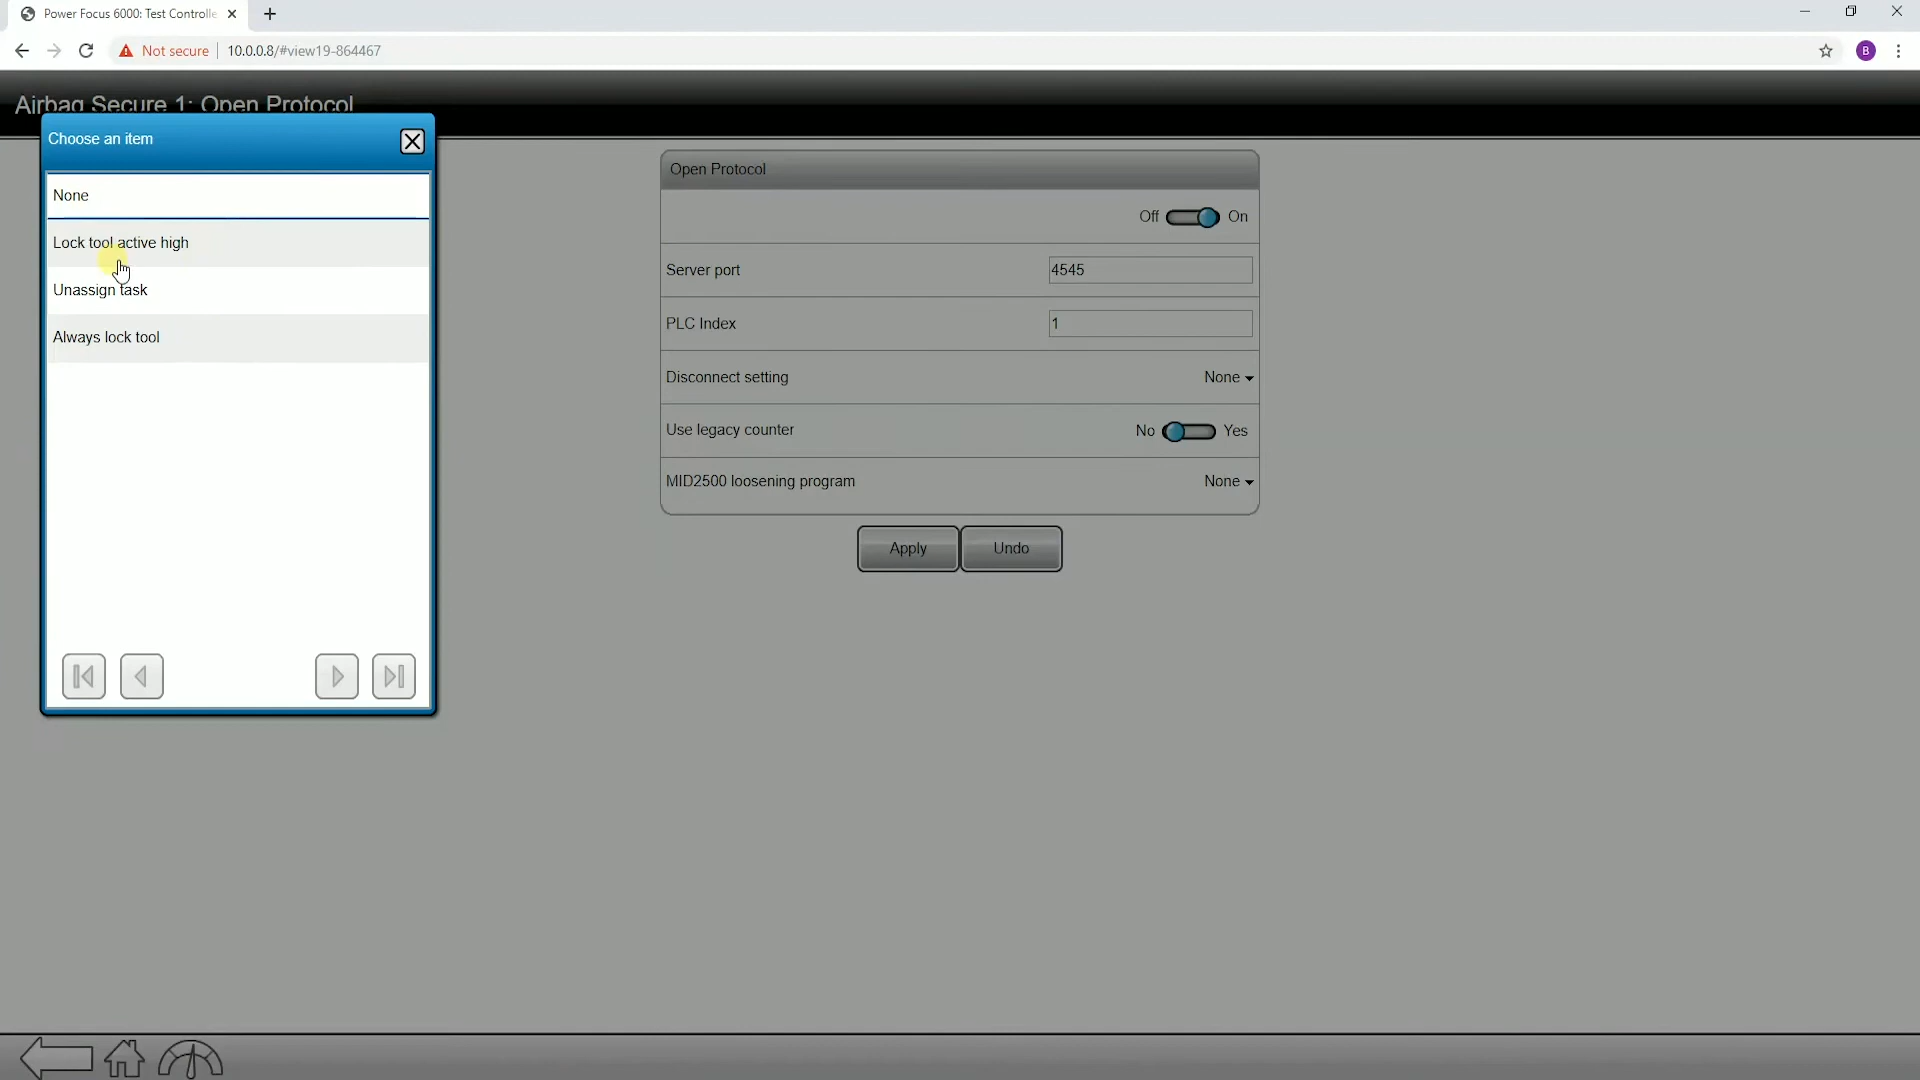 Power Focus 6000: Test Controlle
Not secure
10.0.0.8/#view19-864467
B
Airbag Secure 1: Open Protocol
Choose an item
None
Lock tool active high
Unassign task
Always lock tool
Open Protocol
Off On
Server port 4545
PLC Index 1
Disconnect setting None
Use legacy counter No Yes
MID2500 loosening program None
Apply Undo